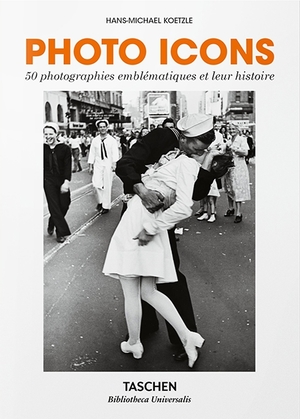 HANS-MICHAEL KOETZLE
PHOTO ICONS
50 photographies emblématiques et leur histoire
TASCHEN
Bibliotheca Universalis